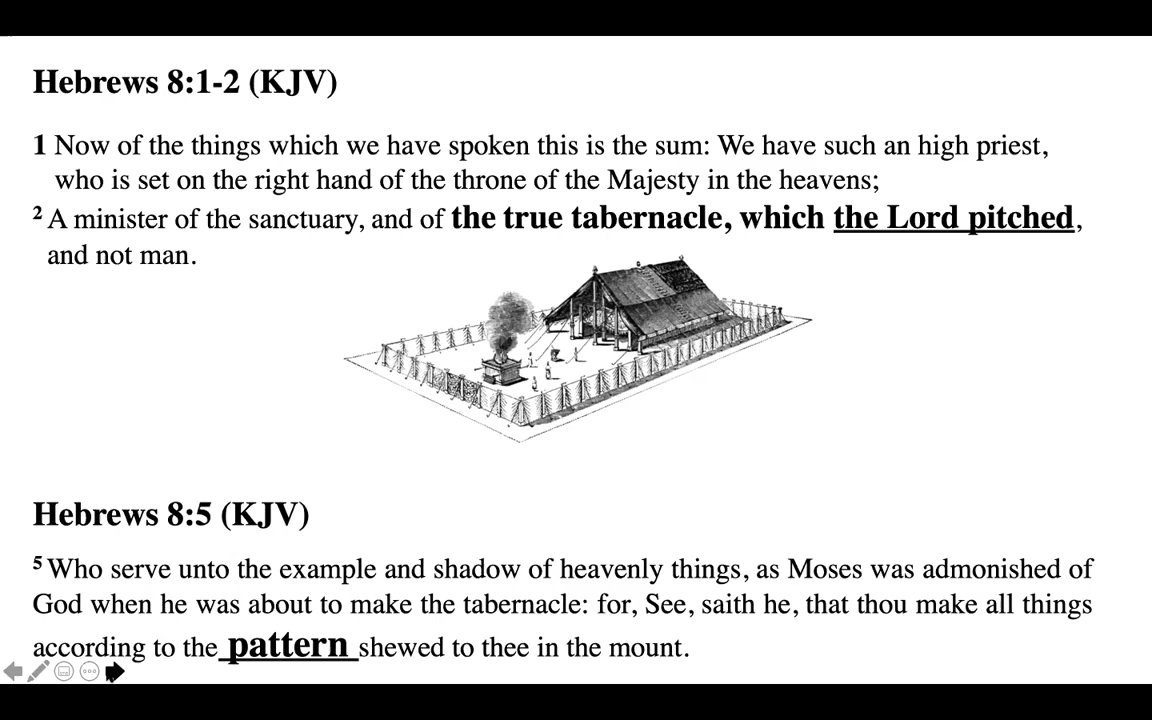 Hebrews 8:1-2 (KJV)
1 Now of the things which we have spoken this is the sum: We have such an high priest,
who is set on the right hand of the throne of the Majesty in the heavens;
2 A minister of the sanctuary, and of the true tabernacle, which the Lord pitched,
and not man.
Hebrews 8:5 (KJV)
5 Who serve unto the example and shadow of heavenly things, as Moses was admonished of
God when he was about to make the tabernacle: for, See, saith he, that thou make all things
according to the pattern shewed to thee in the mount.